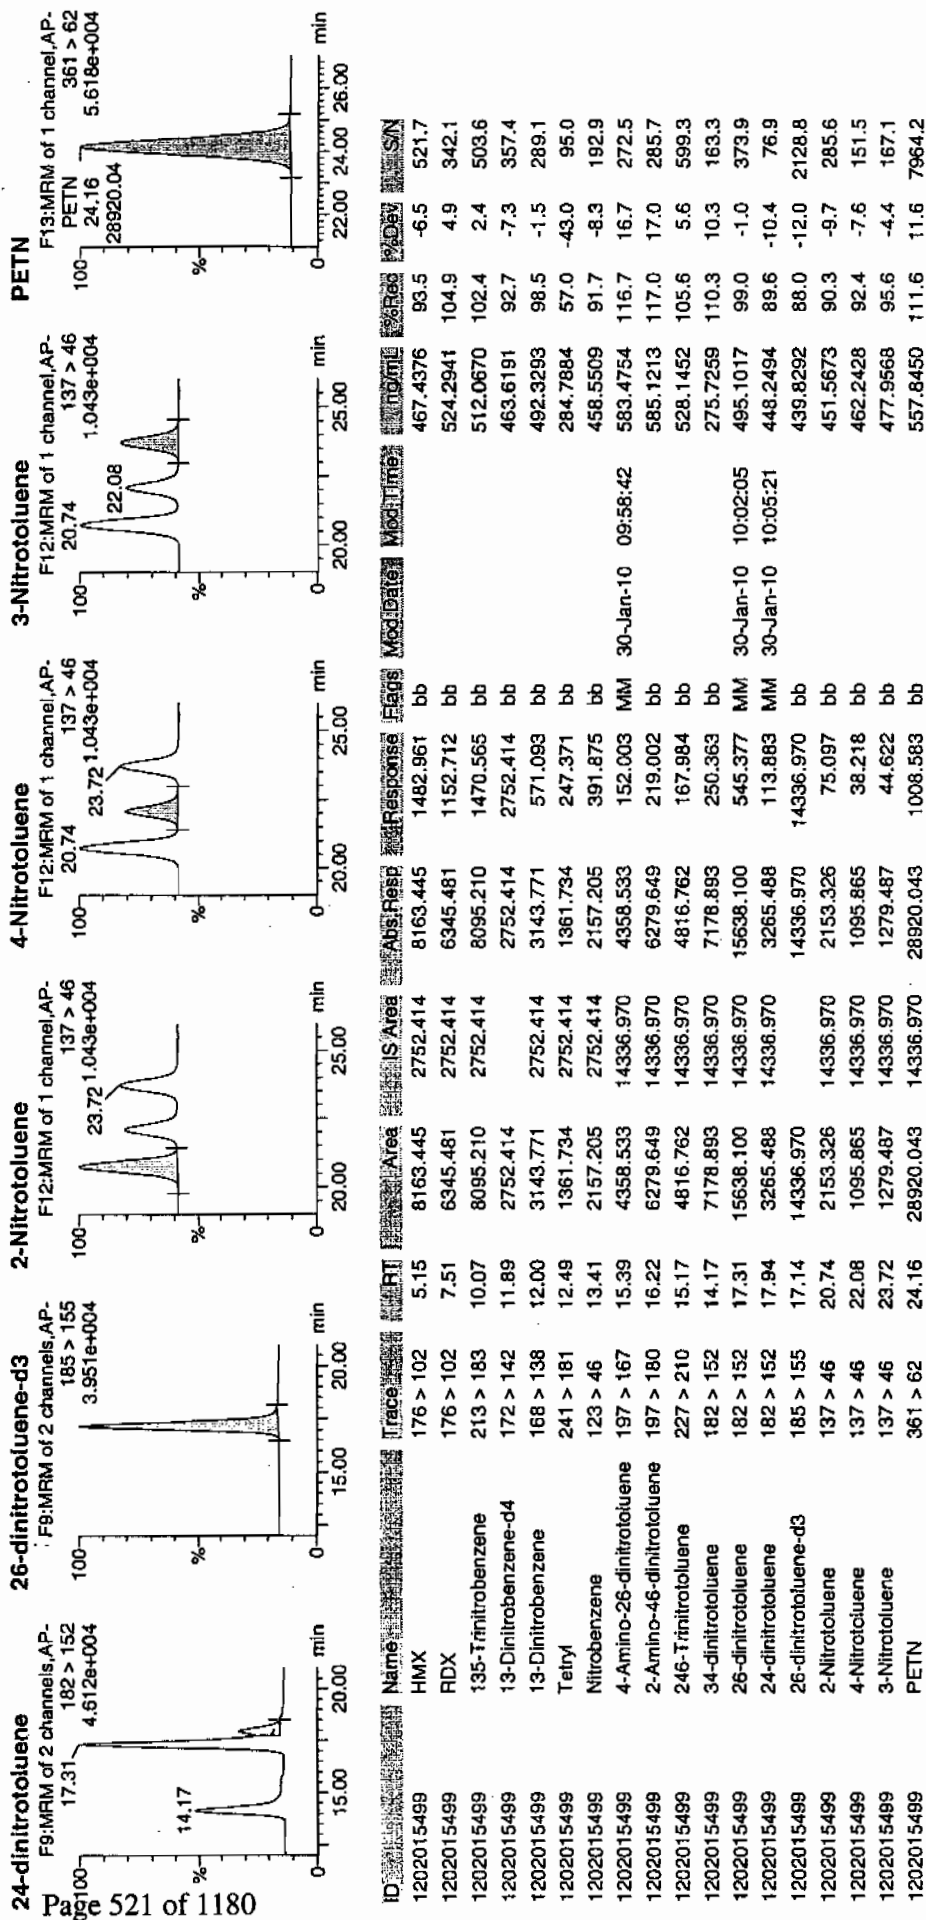 24-dinitrotoluene
F9:MRM of 2 channels,AP-
182 > 152
4.612e+004
100
17.31
14.17
%
0
15.00
20.00
min
26-dinitrotoluene-d3
F9:MRM of 2 channels,AP-
185 > 155
3.951e+004
100
%
0
15.00
20.00
min
2-Nitrotoluene
F12:MRM of 1 channel,AP-
137 > 46
1.043e+004
100
23.72
%
0
20.00
25.00
min
4-Nitrotoluene
F12:MRM of 1 channel,AP-
137 > 46
1.043e+004
100
20.74
23.72
%
0
20.00
25.00
min
3-Nitrotoluene
F12:MRM of 1 channel,AP-
137 > 46
1.043e+004
100
20.74
22.08
%
0
20.00
25.00
min
PETN
F13:MRM of 1 channel,AP-
361 > 62
5.618e+004
100
PETN
24.16
28920.04
%
0
22.00
24.00
26.00
min
ID Name Trace RT Area IS Area Abs.Resp Response Flags Mod.Date Mod.Time ng/mL %Rec %Dev S/N
1202015499 HMX 176 > 102 5.15 8163.445 2752.414 8163.445 1482.961 bb 467.4376 93.5 -6.5 521.7
1202015499 RDX 176 > 102 7.51 6345.481 2752.414 6345.481 1152.712 bb 524.2941 104.9 4.9 342.1
1202015499 135-Trinitrobenzene 213 > 183 10.07 8095.210 2752.414 8095.210 1470.565 bb 512.0670 102.4 2.4 503.6
1202015499 13-Dinitrobenzene-d4 172 > 142 11.89 2752.414 2752.414 2752.414 bb 463.6191 92.7 -7.3 357.4
1202015499 13-Dinitrobenzene 168 > 138 12.00 3143.771 2752.414 3143.771 571.093 bb 492.3293 98.5 -1.5 289.1
1202015499 Tetryl 241 > 181 12.49 1361.734 2752.414 1361.734 247.371 bb 284.7884 57.0 -43.0 95.0
1202015499 Nitrobenzene 123 > 46 13.41 2157.205 2752.414 2157.205 391.875 bb 458.5509 91.7 -8.3 192.9
1202015499 4-Amino-26-dinitrotoluene 197 > 167 15.39 4358.533 14336.970 4358.533 152.003 MM 30-Jan-10 09:58:42 583.4754 116.7 16.7 272.5
1202015499 2-Amino-46-dinitrotoluene 197 > 180 16.22 6279.649 14336.970 6279.649 219.002 bb 585.1213 117.0 17.0 285.7
1202015499 246-Trinitrotoluene 227 > 210 15.17 4816.762 14336.970 4816.762 167.984 bb 528.1452 105.6 5.6 599.3
1202015499 34-dinitrotoluene 182 > 152 14.17 7178.893 14336.970 7178.893 250.363 bb 275.7259 110.3 10.3 163.3
1202015499 26-dinitrotoluene 182 > 152 17.31 15638.100 14336.970 15638.100 545.377 MM 30-Jan-10 10:02:05 495.1017 99.0 -1.0 373.9
1202015499 24-dinitrotoluene 182 > 152 17.94 3265.488 14336.970 3265.488 113.883 MM 30-Jan-10 10:05:21 448.2494 89.6 -10.4 76.9
1202015499 26-dinitrotoluene-d3 185 > 155 17.14 14336.970 14336.970 14336.970 bb 439.8292 88.0 -12.0 2128.8
1202015499 2-Nitrotoluene 137 > 46 20.74 2153.326 14336.970 2153.326 75.097 bb 451.5673 90.3 -9.7 285.6
1202015499 4-Nitrotoluene 137 > 46 22.08 1095.865 14336.970 1095.865 38.218 bb 462.2428 92.4 -7.6 151.5
1202015499 3-Nitrotoluene 137 > 46 23.72 1279.487 14336.970 1279.487 44.622 bb 477.9568 95.6 -4.4 167.1
1202015499 PETN 361 > 62 24.16 28920.043 14336.970 28920.043 1008.583 bb 557.8450 111.6 11.6 7964.2
Page 521 of 1180